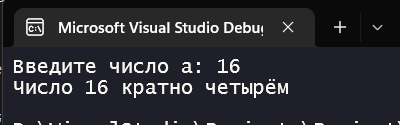 Microsoft Visual Studio Debu
Введите число a: 16
Число 16 кратно четырём